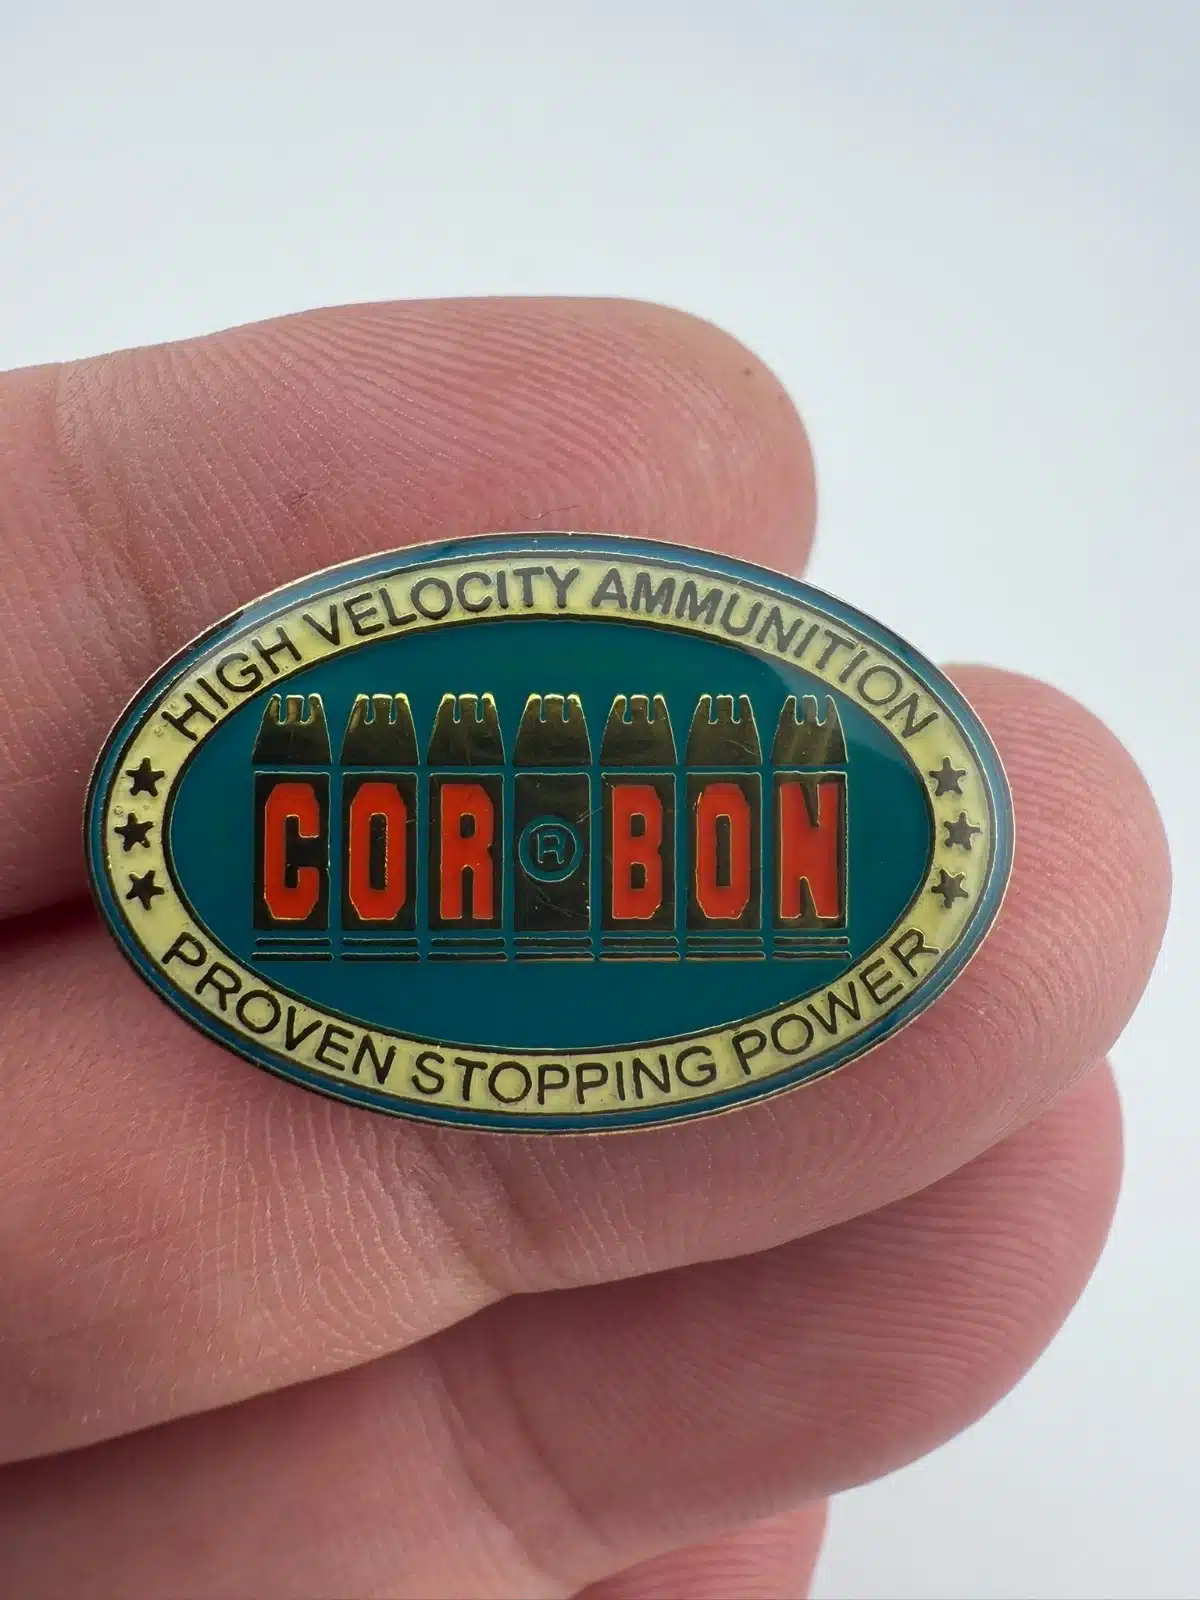 HIGH VELOCITY AMMUNITION
COR®BON
PROVEN STOPPING POWER